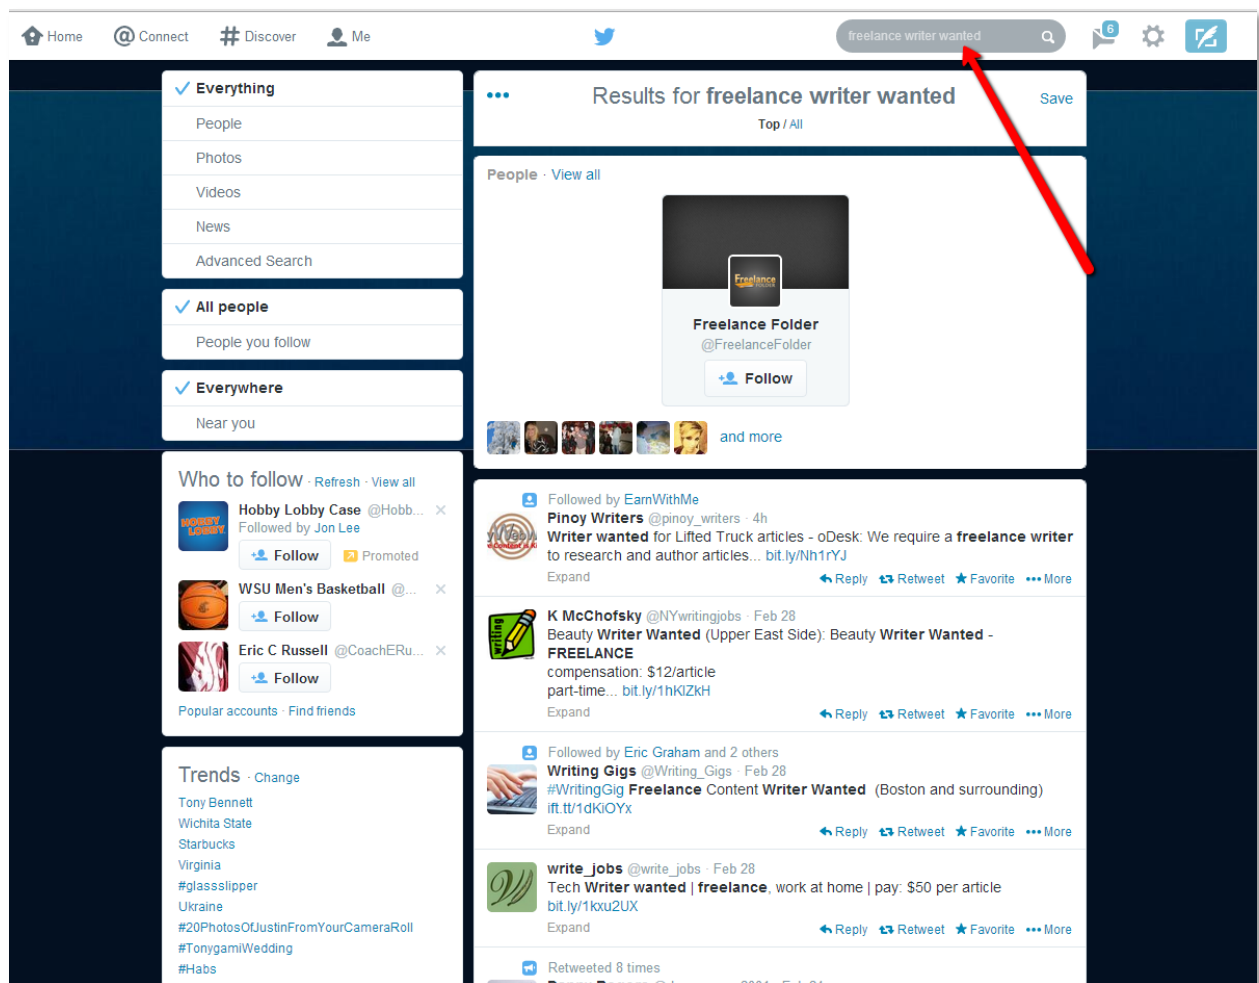 Home
Connect
Discover
Me
freelance writer wanted
6
Everything
People
Photos
Videos
News
Advanced Search
All people
People you follow
Everywhere
Near you
Who to follow · Refresh · View all
Hobby Lobby Case @Hobb...
Followed by Jon Lee
Follow
Promoted
WSU Men's Basketball @...
Follow
Eric C Russell @CoachERu...
Follow
Popular accounts · Find friends
Trends · Change
Tony Bennett
Wichita State
Starbucks
Virginia
#glassslipper
Ukraine
#20PhotosOfJustinFromYourCameraRoll
#TonygamiWedding
#Habs
Results for freelance writer wanted
Save
Top / All
People · View all
Freelance
FOLDER
Freelance Folder
@FreelanceFolder
Follow
and more
Followed by EarnWithMe
Pinoy Writers @pinoy_writers · 4h
Writer wanted for Lifted Truck articles - oDesk: We require a freelance writer
to research and author articles... bit.ly/Nh1rYJ
Expand
Reply Retweet Favorite More
writing
K McChofsky @NYwritingjobs · Feb 28
Beauty Writer Wanted (Upper East Side): Beauty Writer Wanted -
FREELANCE
compensation: $12/article
part-time... bit.ly/1hKlZkH
Expand
Reply Retweet Favorite More
Followed by Eric Graham and 2 others
Writing Gigs @Writing_Gigs · Feb 28
#WritingGig Freelance Content Writer Wanted (Boston and surrounding)
ift.tt/1dKiOYx
Expand
Reply Retweet Favorite More
write_jobs @write_jobs · Feb 28
Tech Writer wanted | freelance, work at home | pay: $50 per article
bit.ly/1kxu2UX
Expand
Reply Retweet Favorite More
Retweeted 8 times